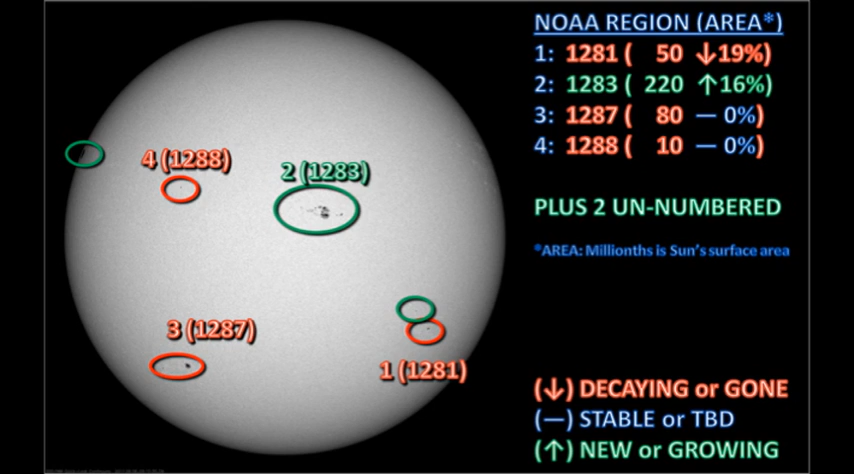 NOAA REGION (AREA*)
1: 1281 ( 50 ↓19%)
2: 1283 ( 220 ↑16%)
3: 1287 ( 80 — 0%)
4: 1288 ( 10 — 0%)
PLUS 2 UN-NUMBERED
*AREA: Millionths is Sun's surface area
4 (1288)
2 (1283)
3 (1287)
1 (1281)
(↓) DECAYING or GONE
(—) STABLE or TBD
(↑) NEW or GROWING